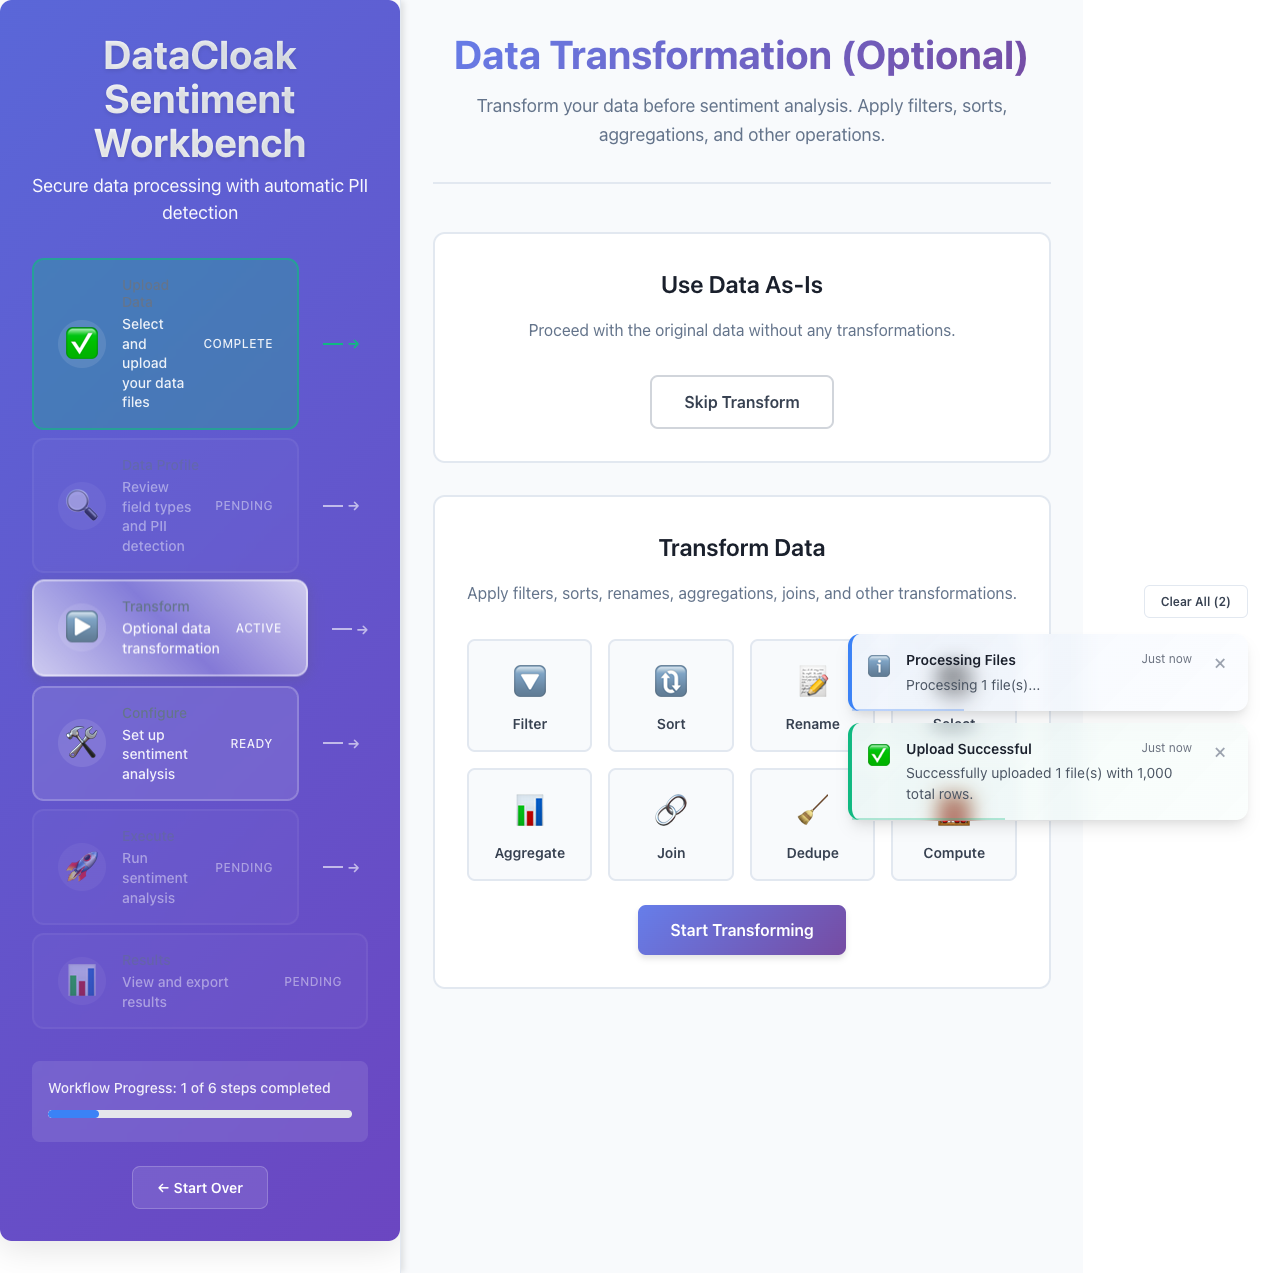 DataCloak
Sentiment
Workbench
Secure data processing with automatic PII
detection
Select
and
upload
your data
files
COMPLETE
Review
field types
and PII
detection
PENDING
Transform
Optional data
transformation
ACTIVE
Configure
Set up
sentiment
analysis
READY
Run
sentiment
analysis
PENDING
View and export
results
PENDING
Workflow Progress: 1 of 6 steps completed
← Start Over
Data Transformation (Optional)
Transform your data before sentiment analysis. Apply filters, sorts,
aggregations, and other operations.
Use Data As-Is
Proceed with the original data without any transformations.
Skip Transform
Transform Data
Apply filters, sorts, renames, aggregations, joins, and other transformations.
Filter
Sort
Rename
Select
Aggregate
Join
Dedupe
Compute
Start Transforming
Clear All (2)
Processing Files
Just now
×
Processing 1 file(s)...
Upload Successful
Just now
×
Successfully uploaded 1 file(s) with 1,000
total rows.